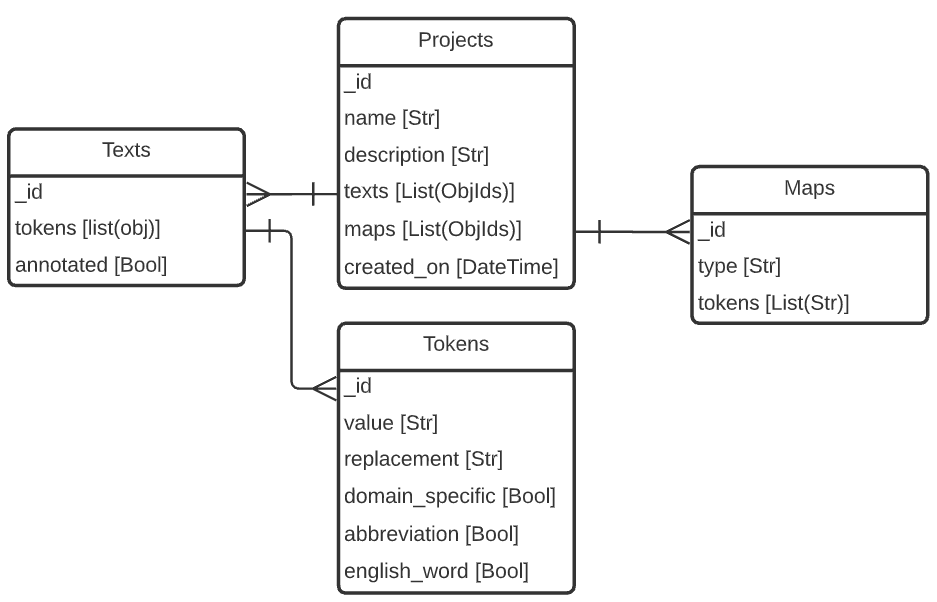 Projects
_id
name [Str]
description [Str]
texts [List(ObjIds)]
maps [List(ObjIds)]
created_on [DateTime]
Texts
_id
tokens [list(obj)]
annotated [Bool]
Maps
_id
type [Str]
tokens [List(Str)]
Tokens
_id
value [Str]
replacement [Str]
domain_specific [Bool]
abbreviation [Bool]
english_word [Bool]